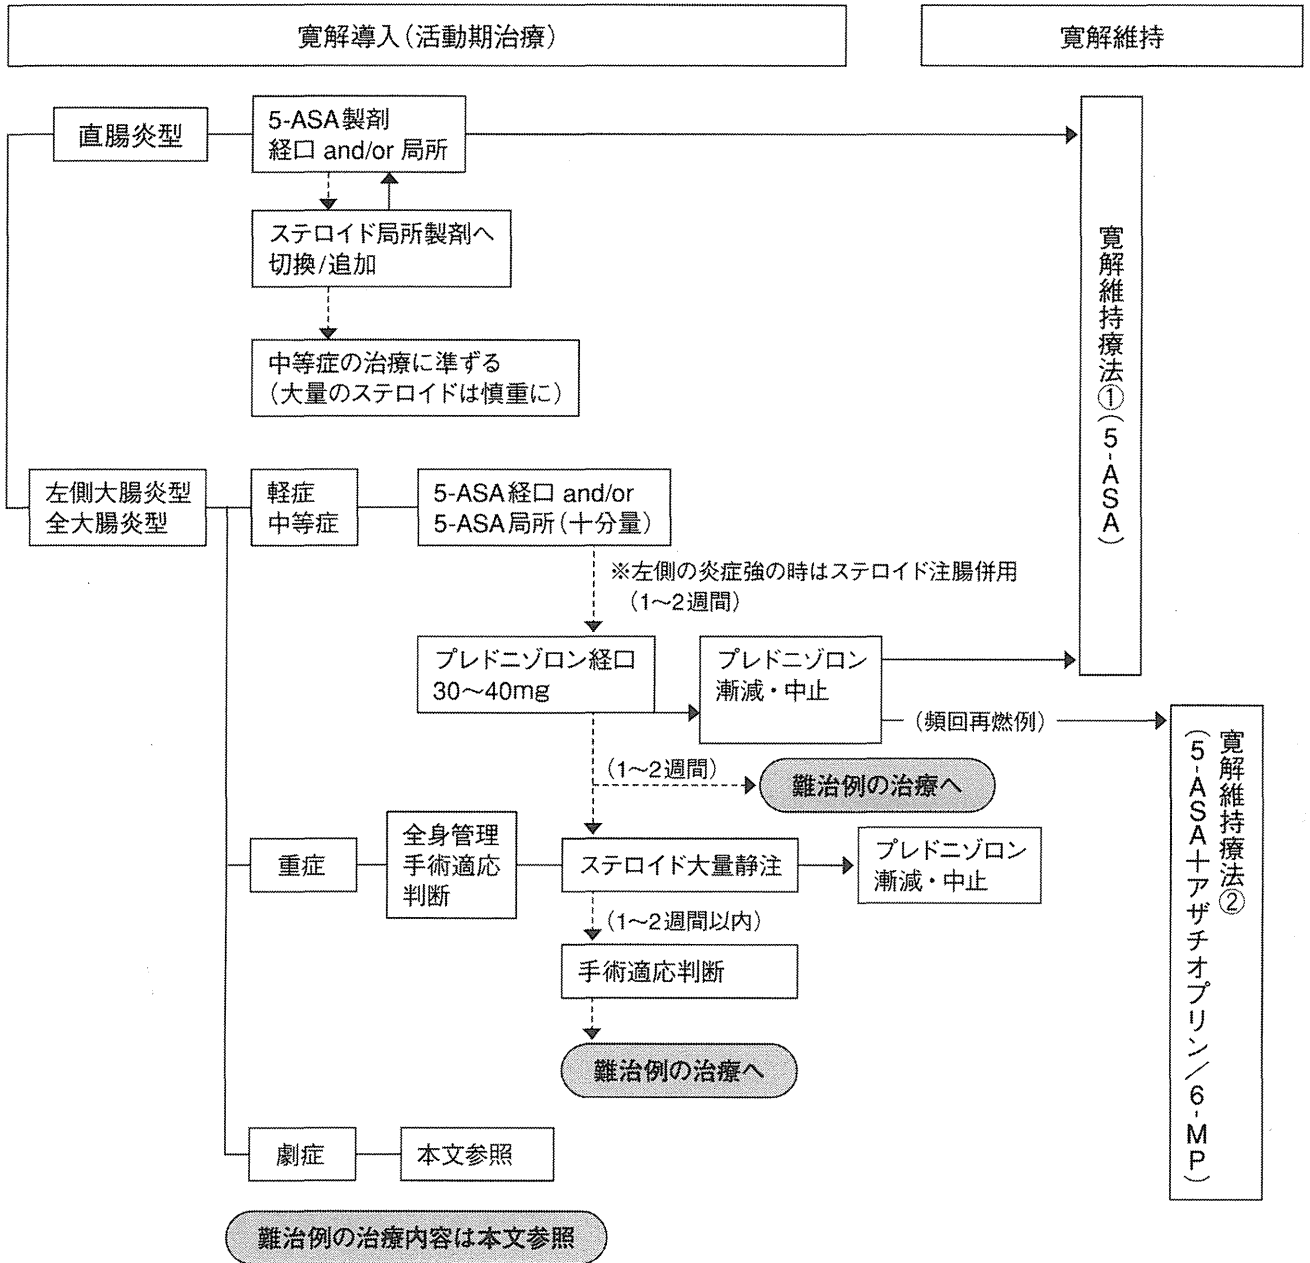 寛解導入(活動期治療)
寛解維持
直腸炎型
5-ASA製剤
経口 and/or 局所
ステロイド局所製剤へ
切換/追加
中等症の治療に準ずる
(大量のステロイドは慎重に)
左側大腸炎型
全大腸炎型
軽症
中等症
5-ASA経口 and/or
5-ASA局所(十分量)
※左側の炎症強の時はステロイド注腸併用
(1〜2週間)
プレドニゾロン経口
30〜40mg
プレドニゾロン
漸減・中止
(頻回再燃例)
(1〜2週間)
難治例の治療へ
重症
全身管理
手術適応
判断
ステロイド大量静注
プレドニゾロン
漸減・中止
(1〜2週間以内)
手術適応判断
難治例の治療へ
劇症
本文参照
難治例の治療内容は本文参照
寛解維持療法①(5-ASA)
寛解維持療法②
(5-ASA+アザチオプリン/6-MP)